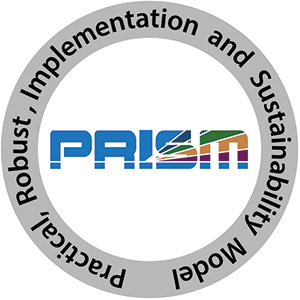 Practical, Robust, Implementation and Sustainability Model
PRISM